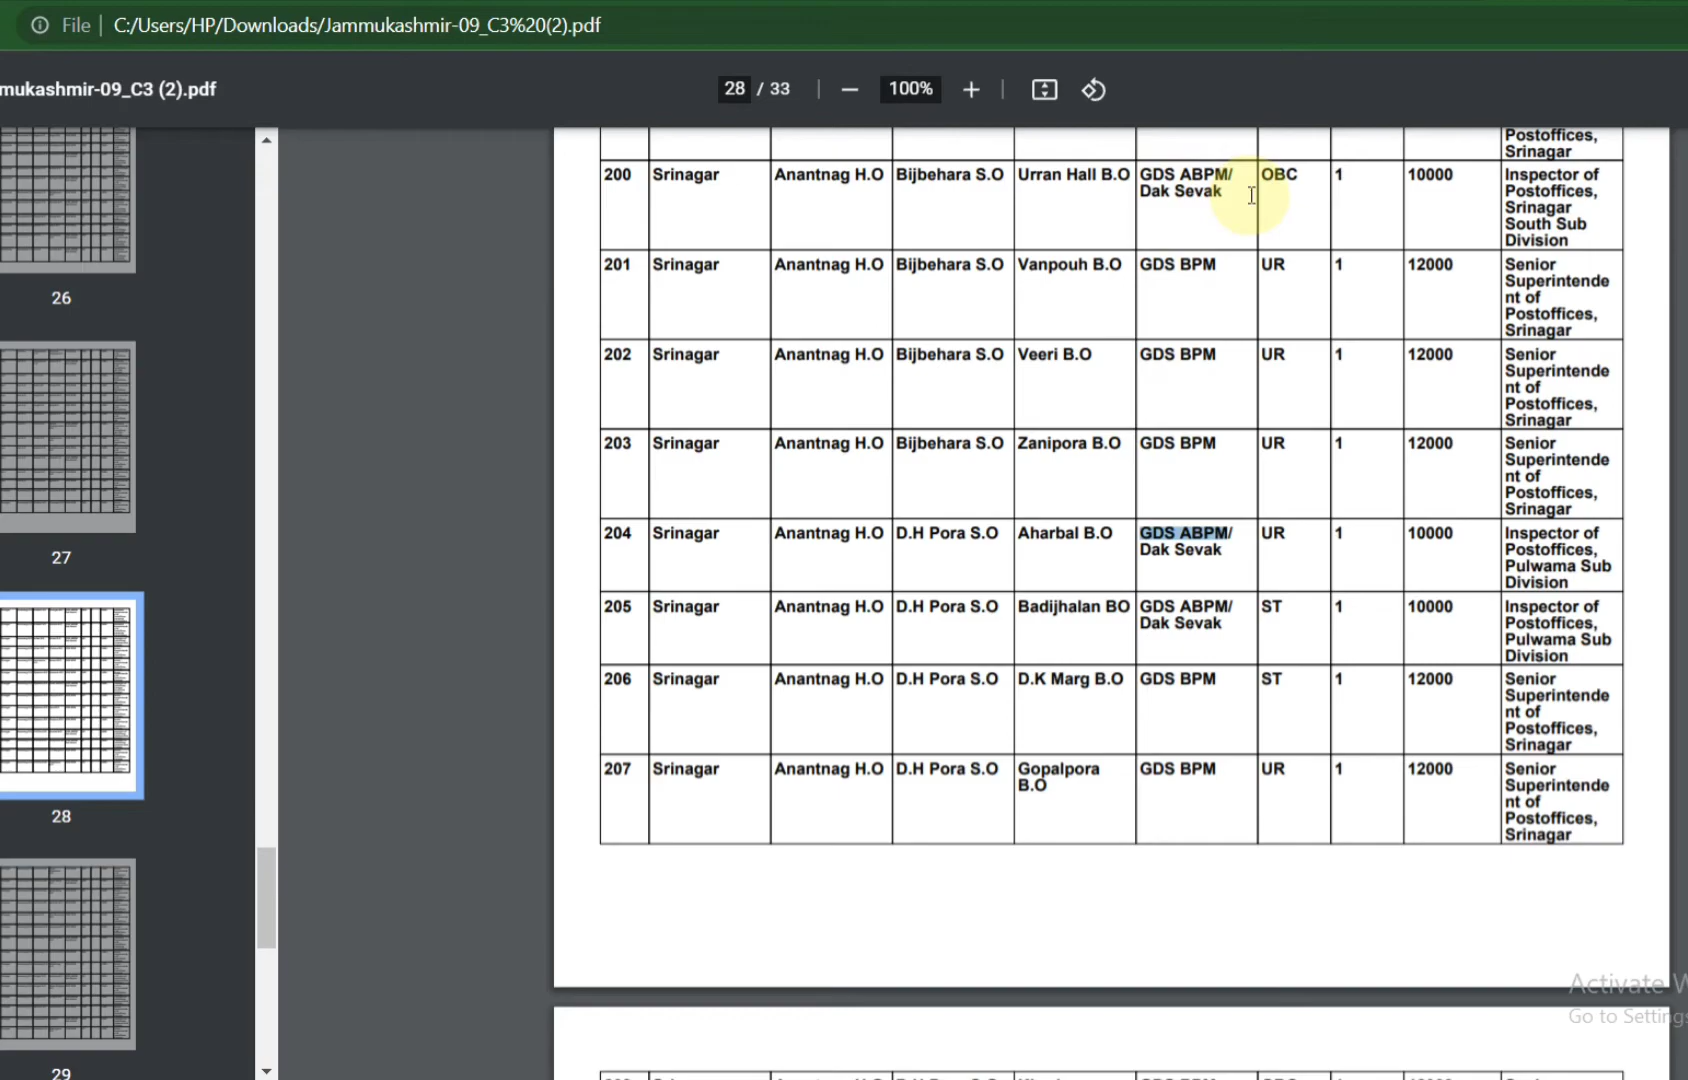 File | C:/Users/HP/Downloads/Jammukashmir-09_C3%20(2).pdf
mukashmir-09_C3 (2).pdf
28 / 33
100%
26
27
28
29
Postoffices,
Srinagar
200 Srinagar Anantnag H.O Bijbehara S.O Urran Hall B.O GDS ABPM/ OBC 1 10000 Inspector of
Dak Sevak Postoffices,
Srinagar
South Sub
Division
201 Srinagar Anantnag H.O Bijbehara S.O Vanpouh B.O GDS BPM UR 1 12000 Senior
Superintende
nt of
Postoffices,
Srinagar
202 Srinagar Anantnag H.O Bijbehara S.O Veeri B.O GDS BPM UR 1 12000 Senior
Superintende
nt of
Postoffices,
Srinagar
203 Srinagar Anantnag H.O Bijbehara S.O Zanipora B.O GDS BPM UR 1 12000 Senior
Superintende
nt of
Postoffices,
Srinagar
204 Srinagar Anantnag H.O D.H Pora S.O Aharbal B.O GDS ABPM/ UR 1 10000 Inspector of
Dak Sevak Postoffices,
Pulwama Sub
Division
205 Srinagar Anantnag H.O D.H Pora S.O Badijhalan BO GDS ABPM/ ST 1 10000 Inspector of
Dak Sevak Postoffices,
Pulwama Sub
Division
206 Srinagar Anantnag H.O D.H Pora S.O D.K Marg B.O GDS BPM ST 1 12000 Senior
Superintende
nt of
Postoffices,
Srinagar
207 Srinagar Anantnag H.O D.H Pora S.O Gopalpora GDS BPM UR 1 12000 Senior
B.O Superintende
nt of
Postoffices,
Srinagar
Activate W
Go to Settings